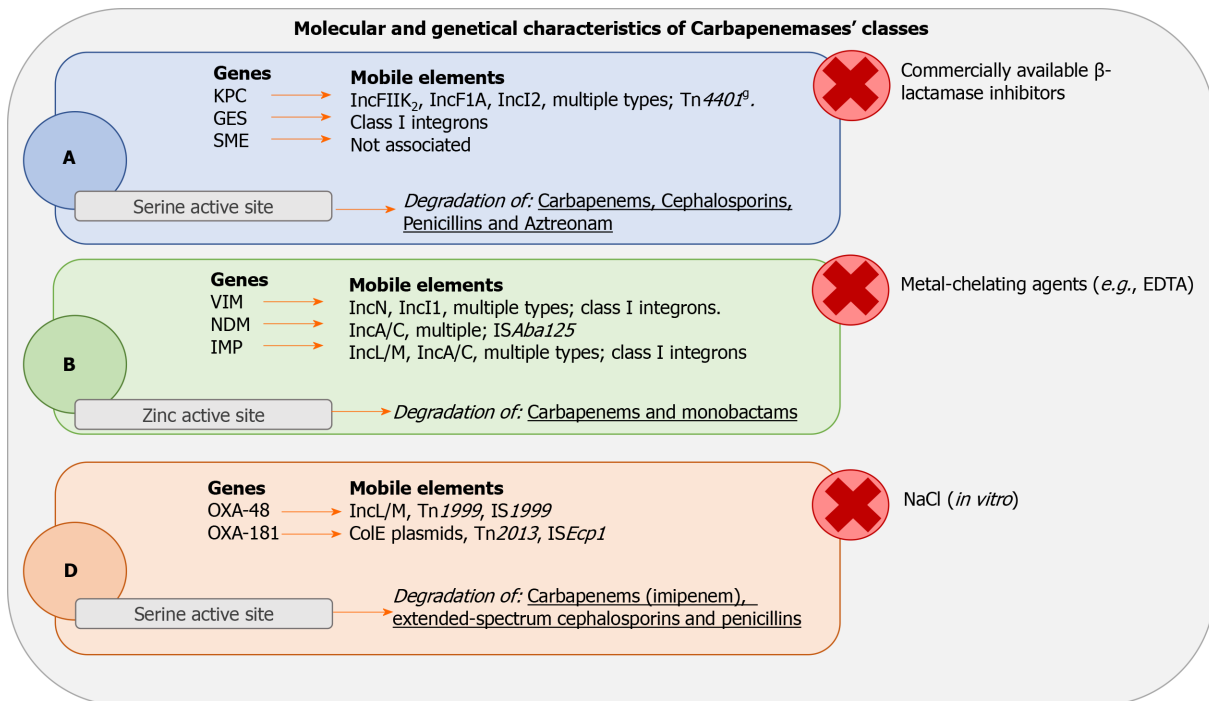 Molecular and genetical characteristics of Carbapenemases’ classes
A
Genes
Mobile elements
KPC
IncFIIK2, IncF1A, IncI2, multiple types; Tn4401g.
GES
Class I integrons
SME
Not associated
Serine active site
Degradation of: Carbapenems, Cephalosporins,
Penicillins and Aztreonam
Commercially available β-
lactamase inhibitors
B
Genes
Mobile elements
VIM
IncN, IncI1, multiple types; class I integrons.
NDM
IncA/C, multiple; ISAba125
IMP
IncL/M, IncA/C, multiple types; class I integrons
Zinc active site
Degradation of: Carbapenems and monobactams
Metal-chelating agents (e.g., EDTA)
D
Genes
Mobile elements
OXA-48
IncL/M, Tn1999, IS1999
OXA-181
ColE plasmids, Tn2013, ISEcp1
Serine active site
Degradation of: Carbapenems (imipenem),
extended-spectrum cephalosporins and penicillins
NaCl (in vitro)